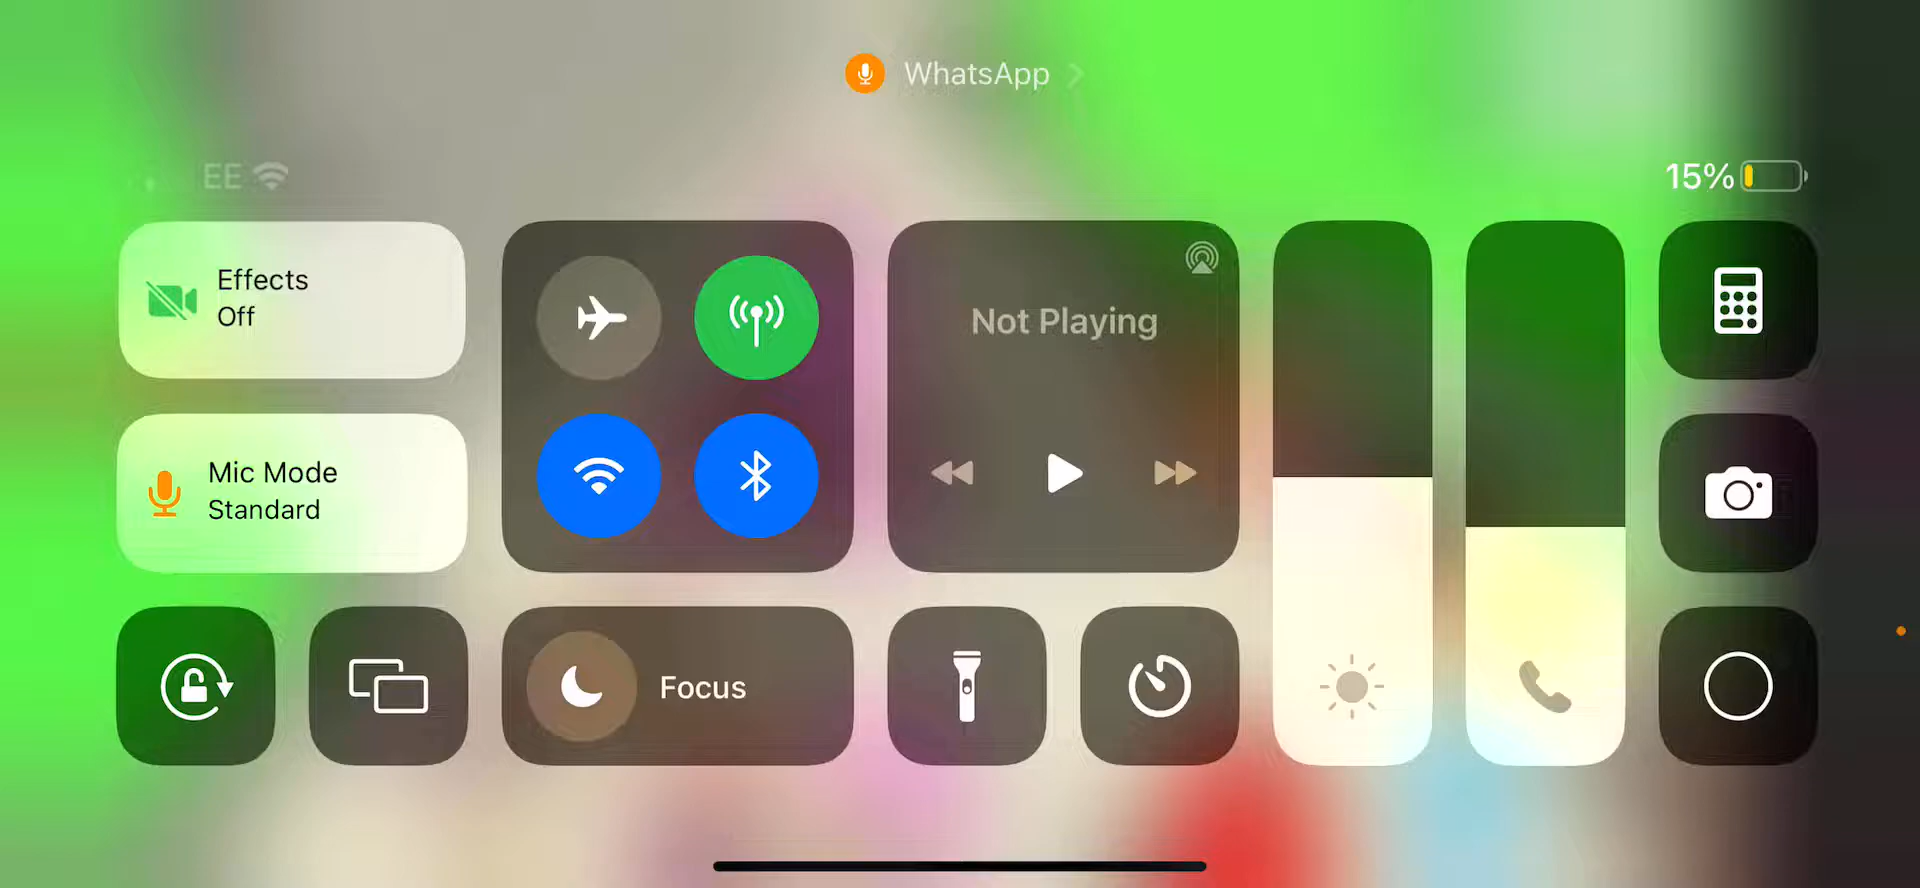 WhatsApp
EE
15%
Effects
Off
Not Playing
Mic Mode
Standard
Focus